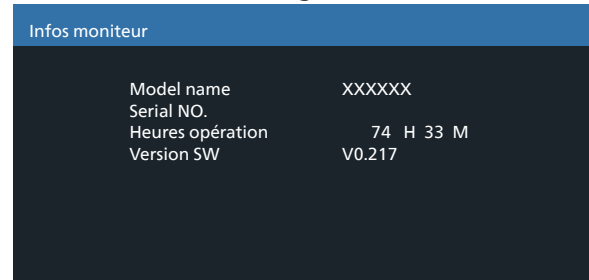 Infos moniteur
Model name XXXXXX
Serial NO.
Heures opération 74 H 33 M
Version SW V0.217